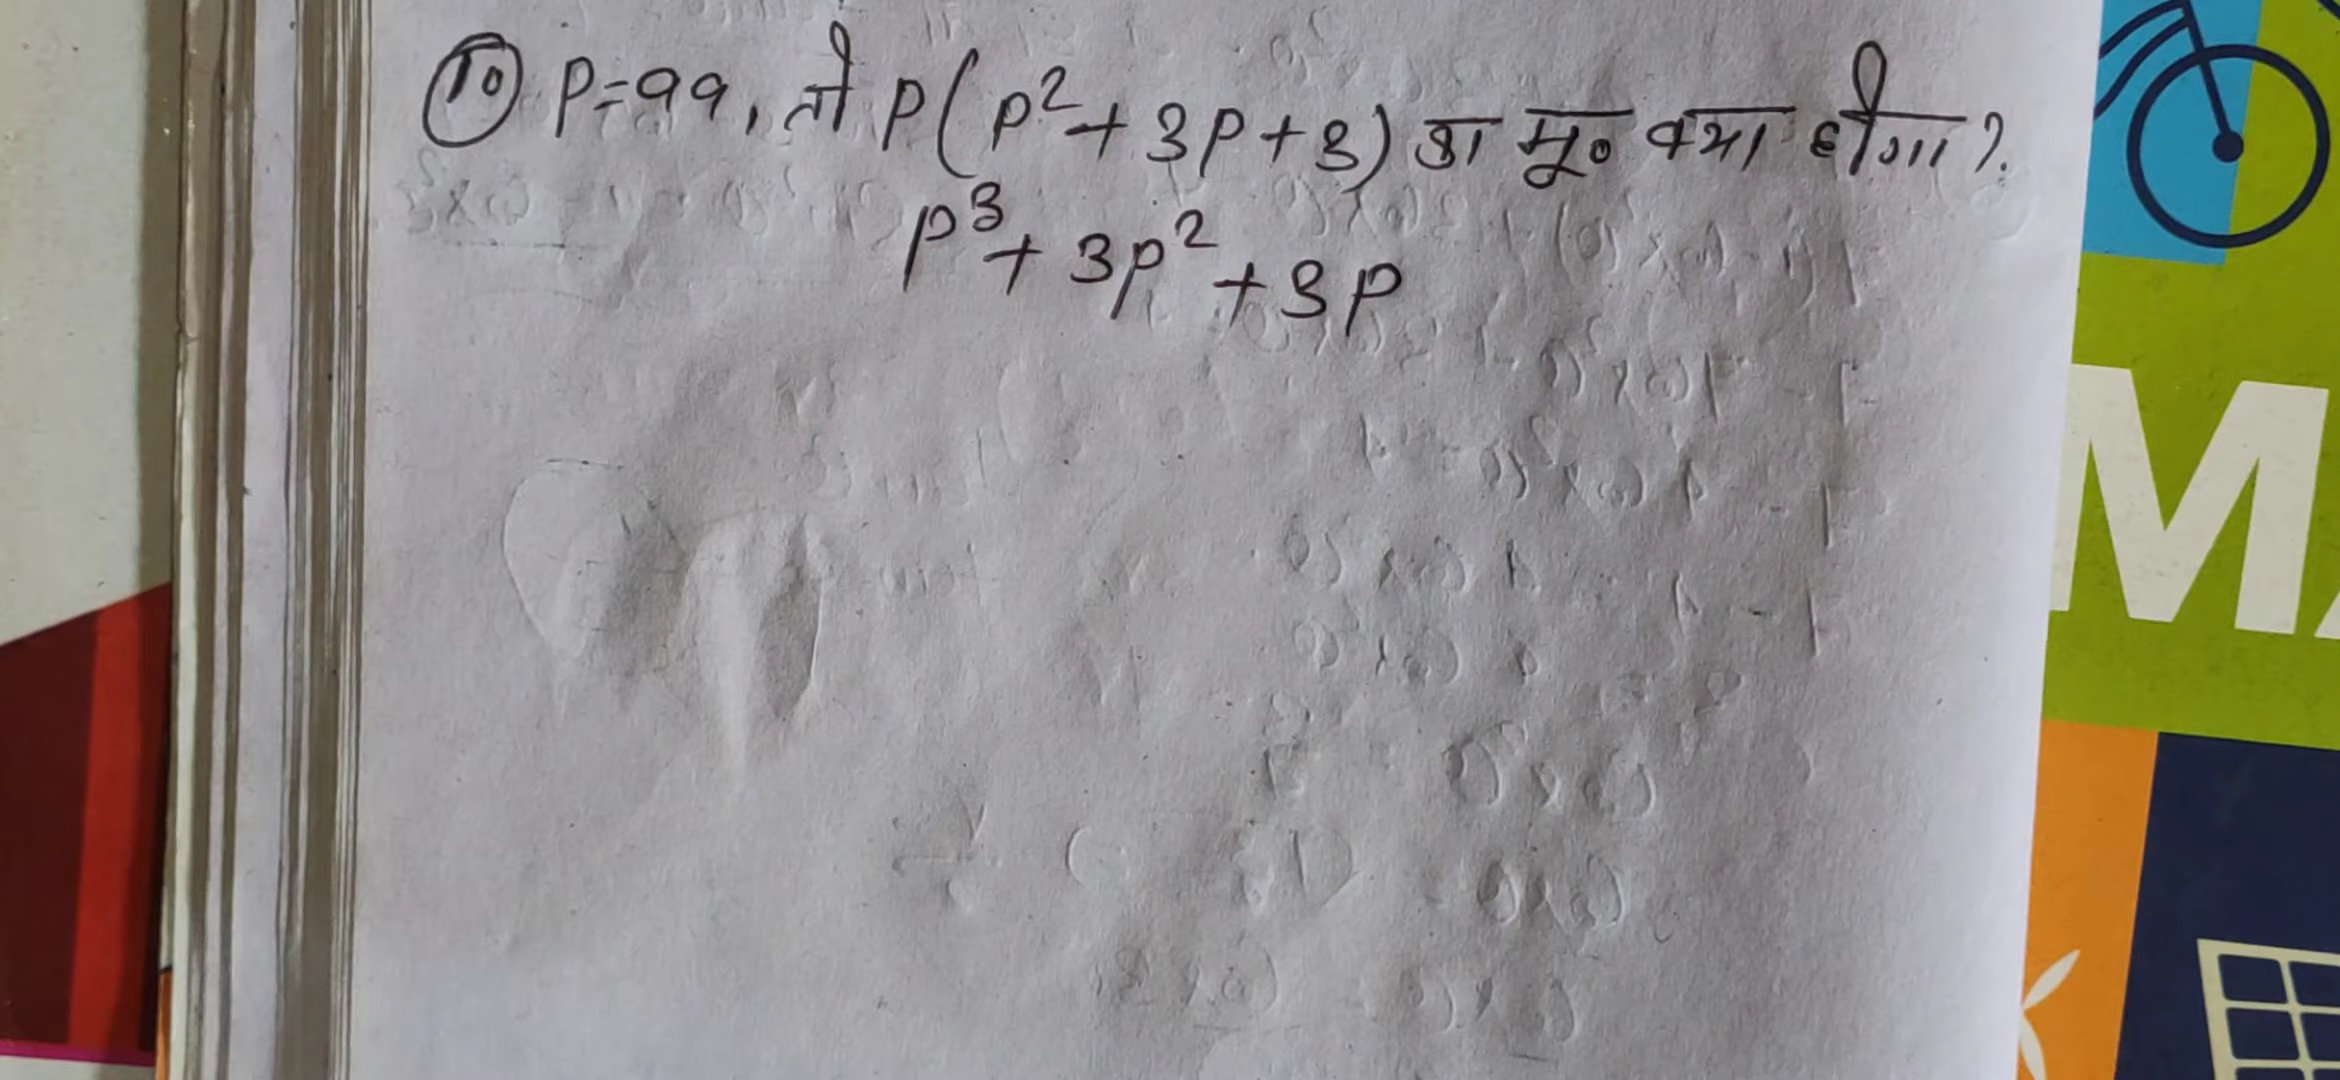 10 P=99, तो P(P²+3P+3) का मू० क्या होगा?
P³+3P²+3P
M